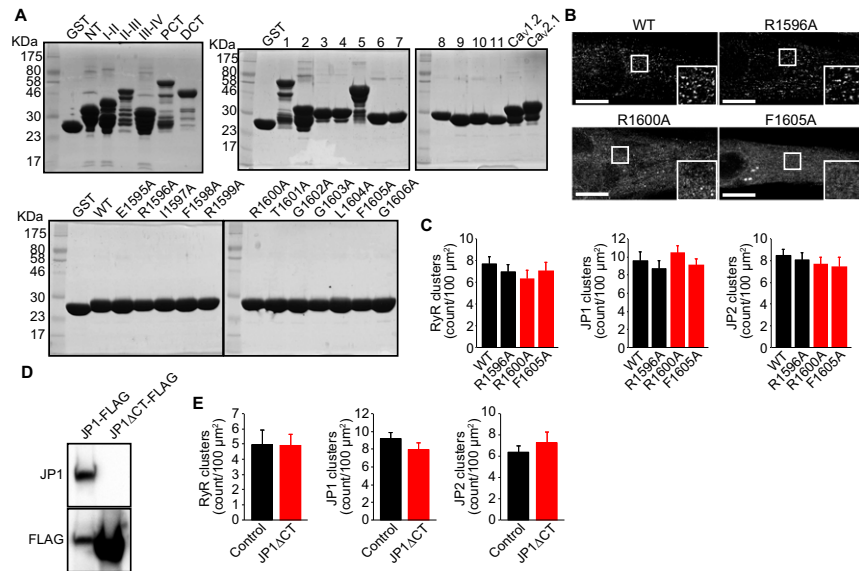 A
GST NT I-II II-III III-IV PCT DCT
KDa
175
80
58
46
30
23
17
KDa
GST 1 2 3 4 5 6 7
175
80
58
46
30
23
17
8 9 10 11 Cav1.2 Cav2.1
KDa
GST WT E1595A R1596A I1597A F1598A R1599A
R1600A T1601A G1602A G1603A L1604A F1605A G1606A
175
80
58
46
30
23
17
B
WT R1596A
R1600A F1605A
C
RyR clusters
(count/100 µm²)
10
8
6
4
2
0
WT R1596A R1600A F1605A
JP1 clusters
(count/100 µm²)
12
10
8
6
4
2
0
WT R1596A R1600A F1605A
JP2 clusters
(count/100 µm²)
10
8
6
4
2
0
WT R1596A R1600A F1605A
D
JP1-FLAG JP1ΔCT-FLAG
JP1
FLAG
E
RyR clusters
(count/100 µm²)
5
4
3
2
1
0
Control JP1ΔCT
JP1 clusters
(count/100 µm²)
12
10
8
6
4
2
0
Control JP1ΔCT
JP2 clusters
(count/100 µm²)
10
8
6
4
2
0
Control JP1ΔCT